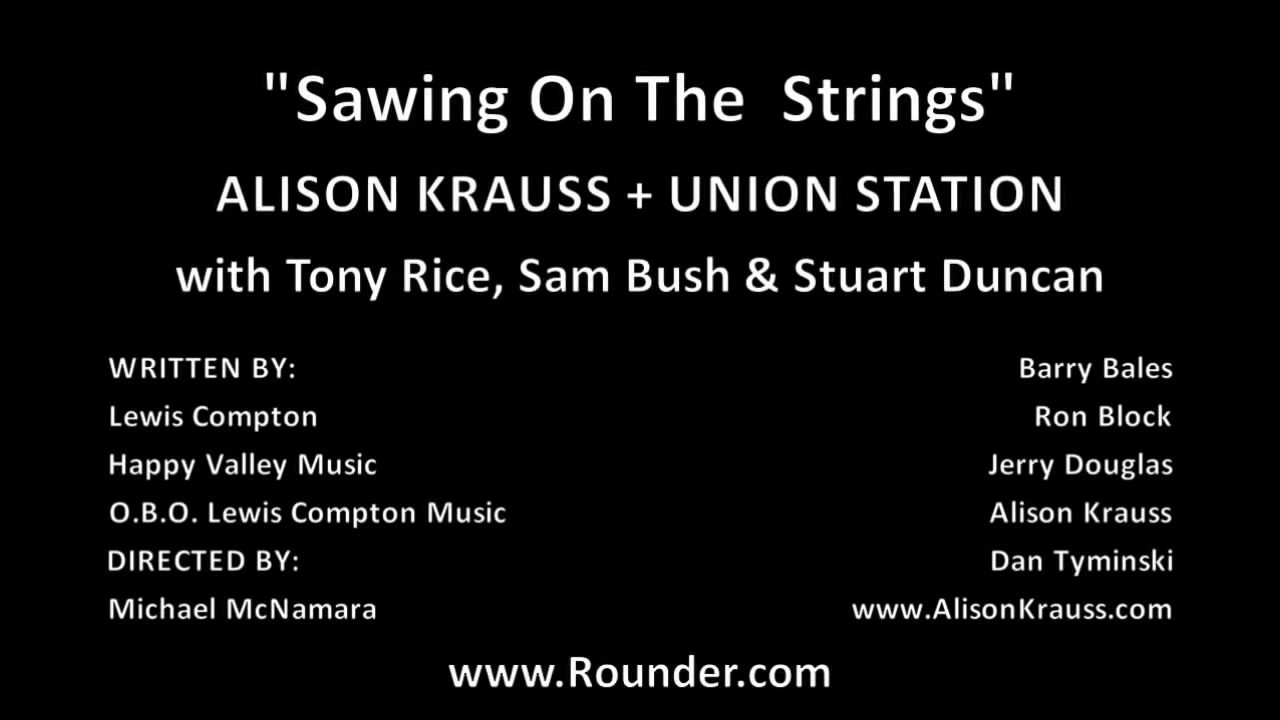 "Sawing On The Strings"
ALISON KRAUSS + UNION STATION
with Tony Rice, Sam Bush & Stuart Duncan
WRITTEN BY:
Lewis Compton
Happy Valley Music
O.B.O. Lewis Compton Music
DIRECTED BY:
Michael McNamara
Barry Bales
Ron Block
Jerry Douglas
Alison Krauss
Dan Tyminski
www.AlisonKrauss.com
www.Rounder.com